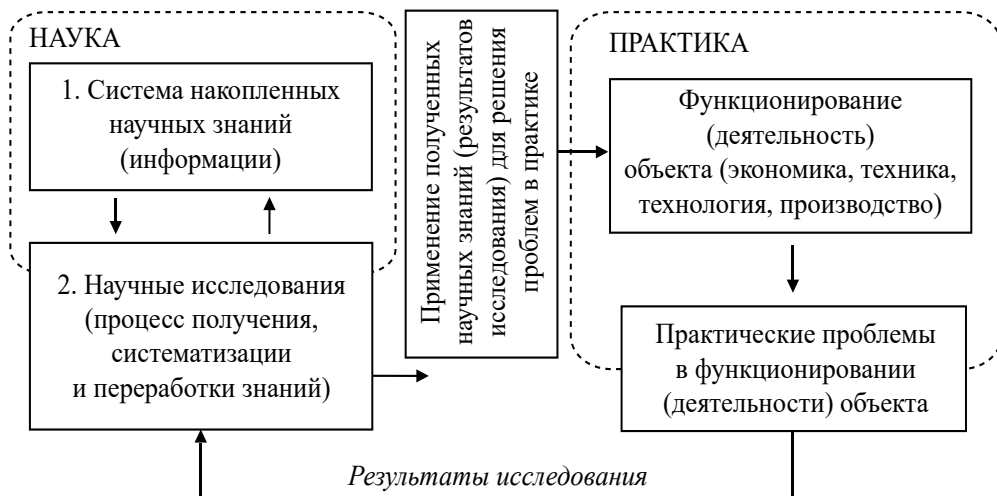 НАУКА
1. Система накопленных
научных знаний
(информации)
2. Научные исследования
(процесс получения,
систематизации
и переработки знаний)
Применение полученных
научных знаний (результатов
исследования) для решения
проблем в практике
ПРАКТИКА
Функционирование
(деятельность)
объекта (экономика, техника,
технология, производство)
Практические проблемы
в функционировании
(деятельности) объекта
Результаты исследования